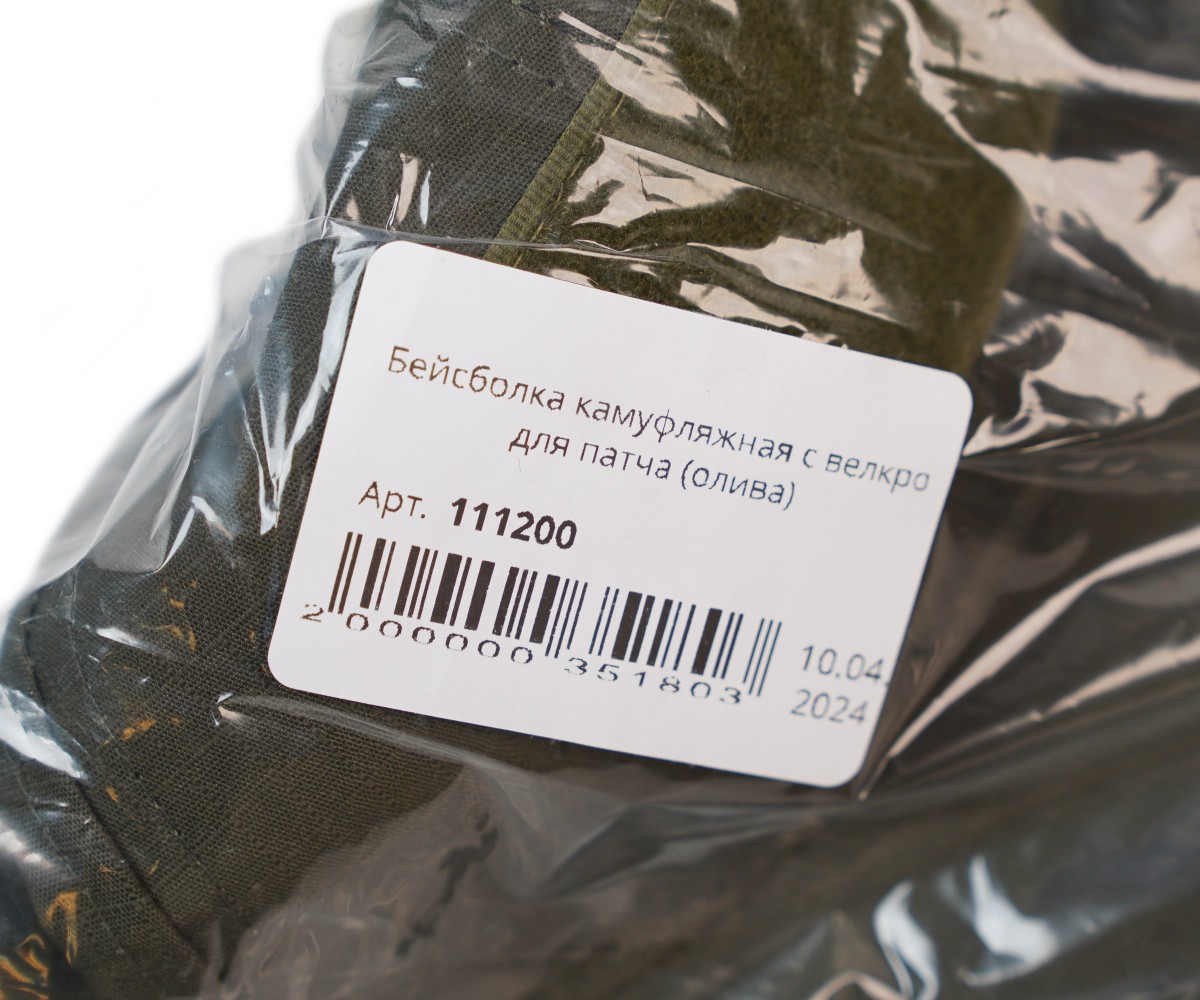 Бейсболка камуфляжная с велкро
для патча (олива)
Арт. 111200
2 000000 351803
10.04.
2024